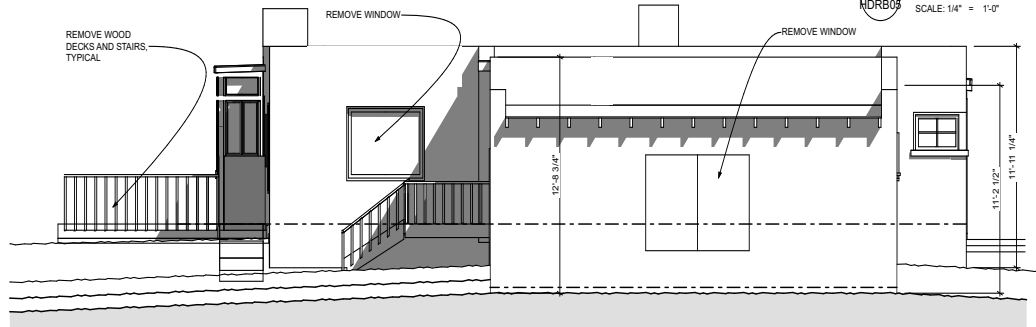 HDRB05
SCALE: 1/4" = 1'-0"
REMOVE WINDOW
REMOVE WOOD
DECKS AND STAIRS,
TYPICAL
REMOVE WINDOW
12'-8 3/4"
11'-2 1/2"
11'-11 1/4"